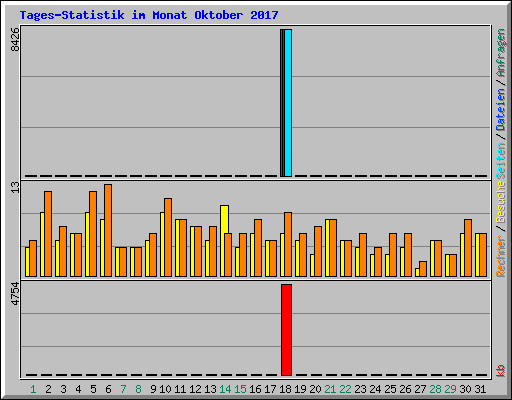 Tages-Statistik im Monat Oktober 2017
8426
13
4754
Rechner / Besuche Seiten / Dateien / Anfragen
kb
1 2 3 4 5 6 7 8 9 10 11 12 13 14 15 16 17 18 19 20 21 22 23 24 25 26 27 28 29 30 31